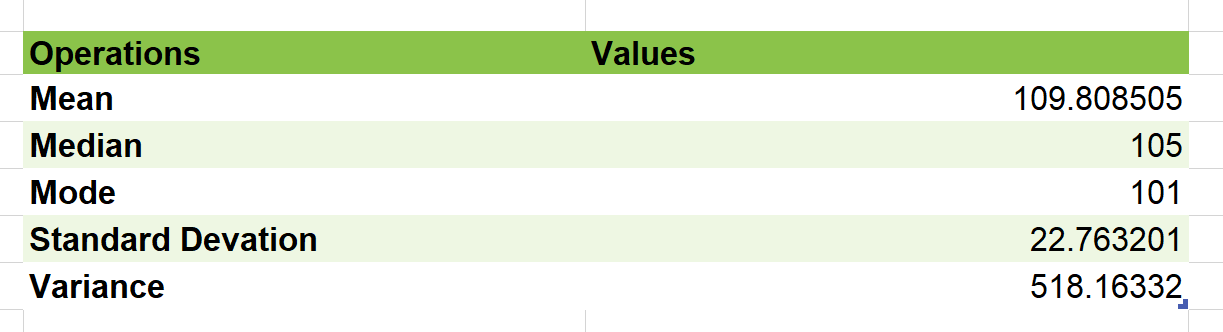 Operations Values
Mean 109.808505
Median 105
Mode 101
Standard Devation 22.763201
Variance 518.16332